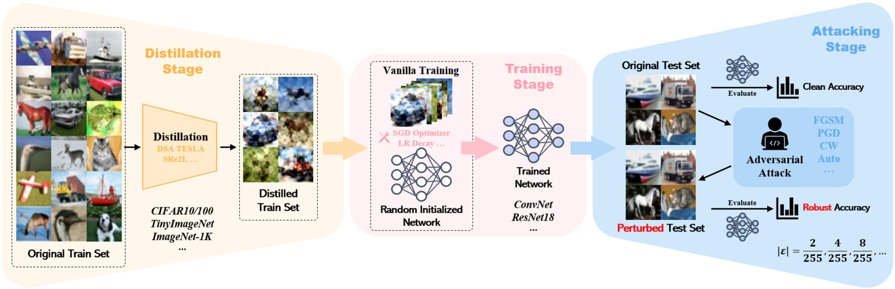 Distillation
Stage
Distillation
DSA TESLA
SRe2L ...
CIFAR10/100
TinyImageNet
ImageNet-1K
...
Original Train Set
Distilled
Train Set
Vanilla Training
SGD Optimizer
LR Decay ...
Random Initialized
Network
Training
Stage
Trained
Network
ConvNet
ResNet18
...
Attacking
Stage
Original Test Set
Evaluate
Clean Accuracy
Adversarial
Attack
FGSM
PGD
CW
Auto
...
Perturbed Test Set
Evaluate
Robust Accuracy
|ε| = 2/255, 4/255, 8/255, ...